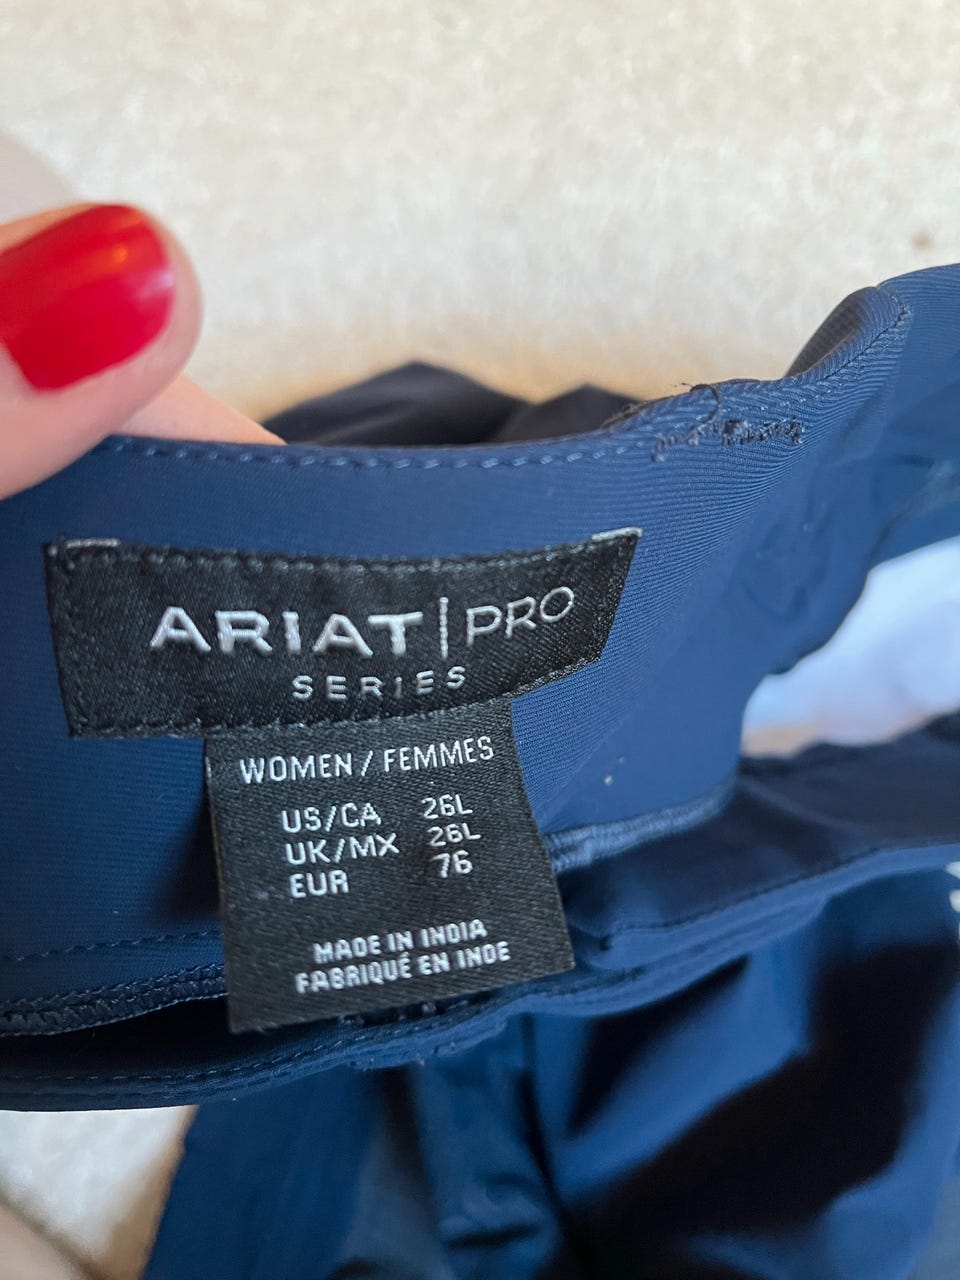 ARIAT|PRO
SERIES
WOMEN / FEMMES
US/CA 26L
UK/MX 26L
EUR 76
MADE IN INDIA
FABRIQUÉ EN INDE